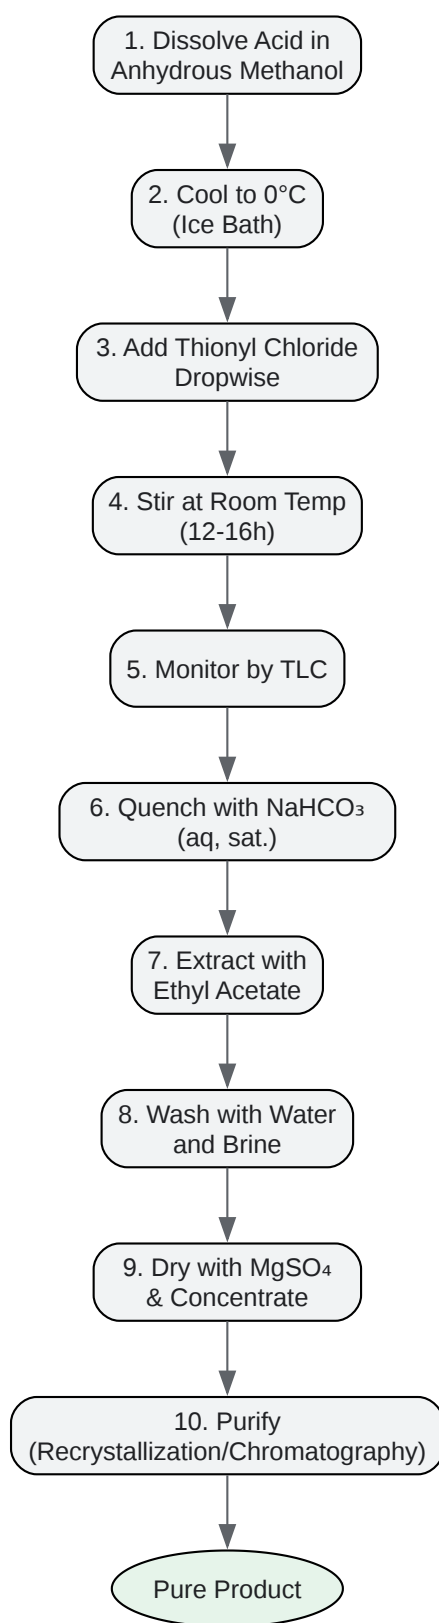 1. Dissolve Acid in
Anhydrous Methanol
2. Cool to 0°C
(Ice Bath)
3. Add Thionyl Chloride
Dropwise
4. Stir at Room Temp
(12-16h)
5. Monitor by TLC
6. Quench with NaHCO₃
(aq, sat.)
7. Extract with
Ethyl Acetate
8. Wash with Water
and Brine
9. Dry with MgSO₄
& Concentrate
10. Purify
(Recrystallization/Chromatography)
Pure Product